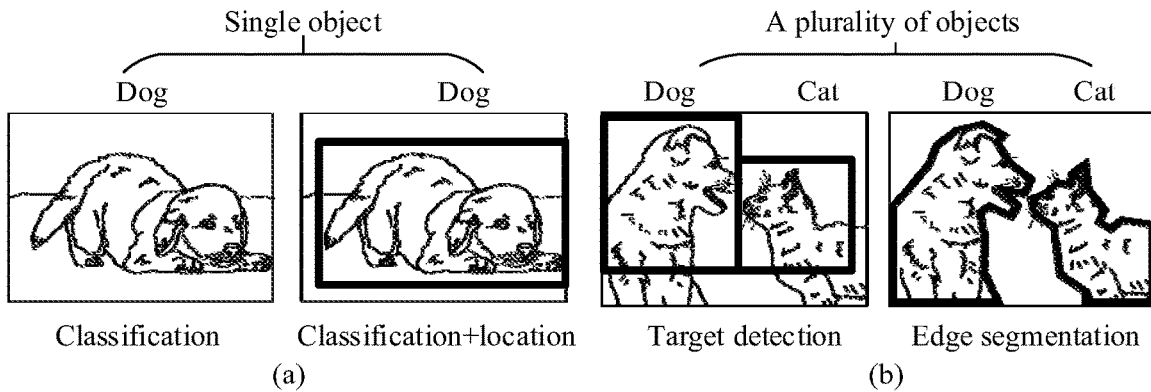 Single object
A plurality of objects
Dog
Dog
Dog
Cat
Dog
Cat
Classification
Classification+location
Target detection
Edge segmentation
(a)
(b)